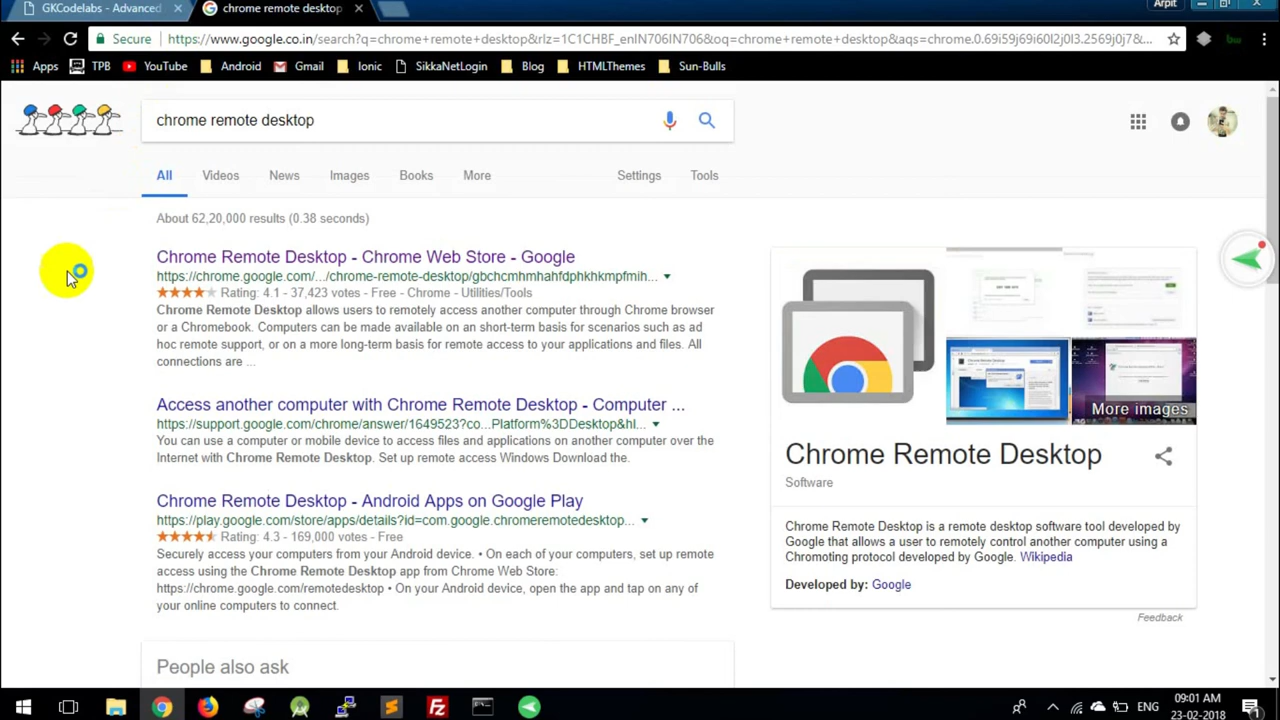 GKCodelabs - Advanced
chrome remote desktop
Arpit
Secure
https://www.google.co.in/search?q=chrome+remote+desktop&rlz=1C1CHBF_enIN706IN706&oq=chrome+remote+desktop&aqs=chrome.0.69i59j69i60l2j0l3.2569j0j7&...
Apps
TPB
YouTube
Android
Gmail
Ionic
SikkaNetLogin
Blog
HTMLThemes
Sun-Bulls
chrome remote desktop
All
Videos
News
Images
Books
More
Settings
Tools
About 62,20,000 results (0.38 seconds)
Chrome Remote Desktop - Chrome Web Store - Google
https://chrome.google.com/.../chrome-remote-desktop/gbchcmhmhahfdphkhkmpfmih...
Rating: 4.1 - 37,423 votes - Free - Chrome - Utilities/Tools
Chrome Remote Desktop allows users to remotely access another computer through Chrome browser
or a Chromebook. Computers can be made available on an short-term basis for scenarios such as ad
hoc remote support, or on a more long-term basis for remote access to your applications and files. All
connections are ...
Access another computer with Chrome Remote Desktop - Computer ...
https://support.google.com/chrome/answer/1649523?co...Platform%3DDesktop&hl...
You can use a computer or mobile device to access files and applications on another computer over the
Internet with Chrome Remote Desktop. Set up remote access Windows Download the.
Chrome Remote Desktop - Android Apps on Google Play
https://play.google.com/store/apps/details?id=com.google.chromeremotedesktop...
Rating: 4.3 - 169,000 votes - Free
Securely access your computers from your Android device. • On each of your computers, set up remote
access using the Chrome Remote Desktop app from Chrome Web Store:
https://chrome.google.com/remotedesktop • On your Android device, open the app and tap on any of
your online computers to connect.
People also ask
More images
Chrome Remote Desktop
Software
Chrome Remote Desktop is a remote desktop software tool developed by
Google that allows a user to remotely control another computer using a
Chromoting protocol developed by Google. Wikipedia
Developed by: Google
Feedback
ENG
09:01 AM
23-02-2018